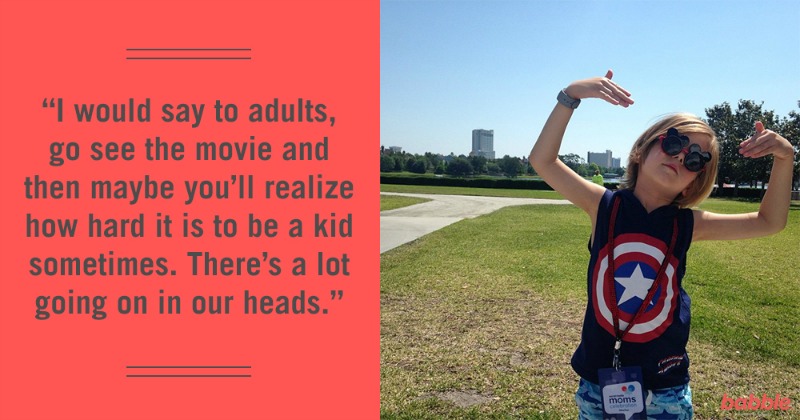 “I would say to adults,
go see the movie and
then maybe you’ll realize
how hard it is to be a kid
sometimes. There’s a lot
going on in our heads.”
moms
babble